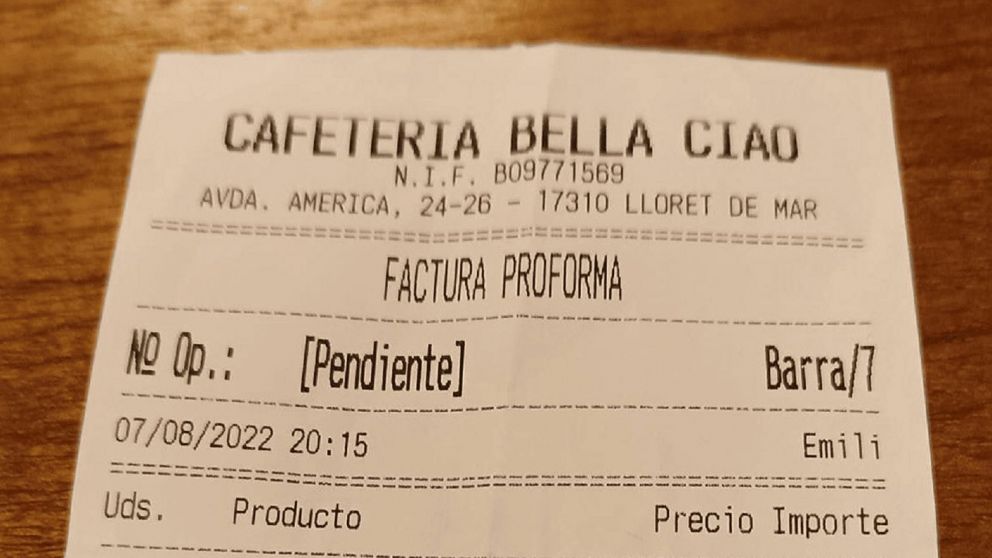 CAFETERIA BELLA CIAO
N.I.F. B09771569
AVDA. AMERICA, 24-26 - 17310 LLORET DE MAR
FACTURA PROFORMA
Nº Op.: [Pendiente] Barra/7
07/08/2022 20:15 Emili
Uds. Producto Precio Importe